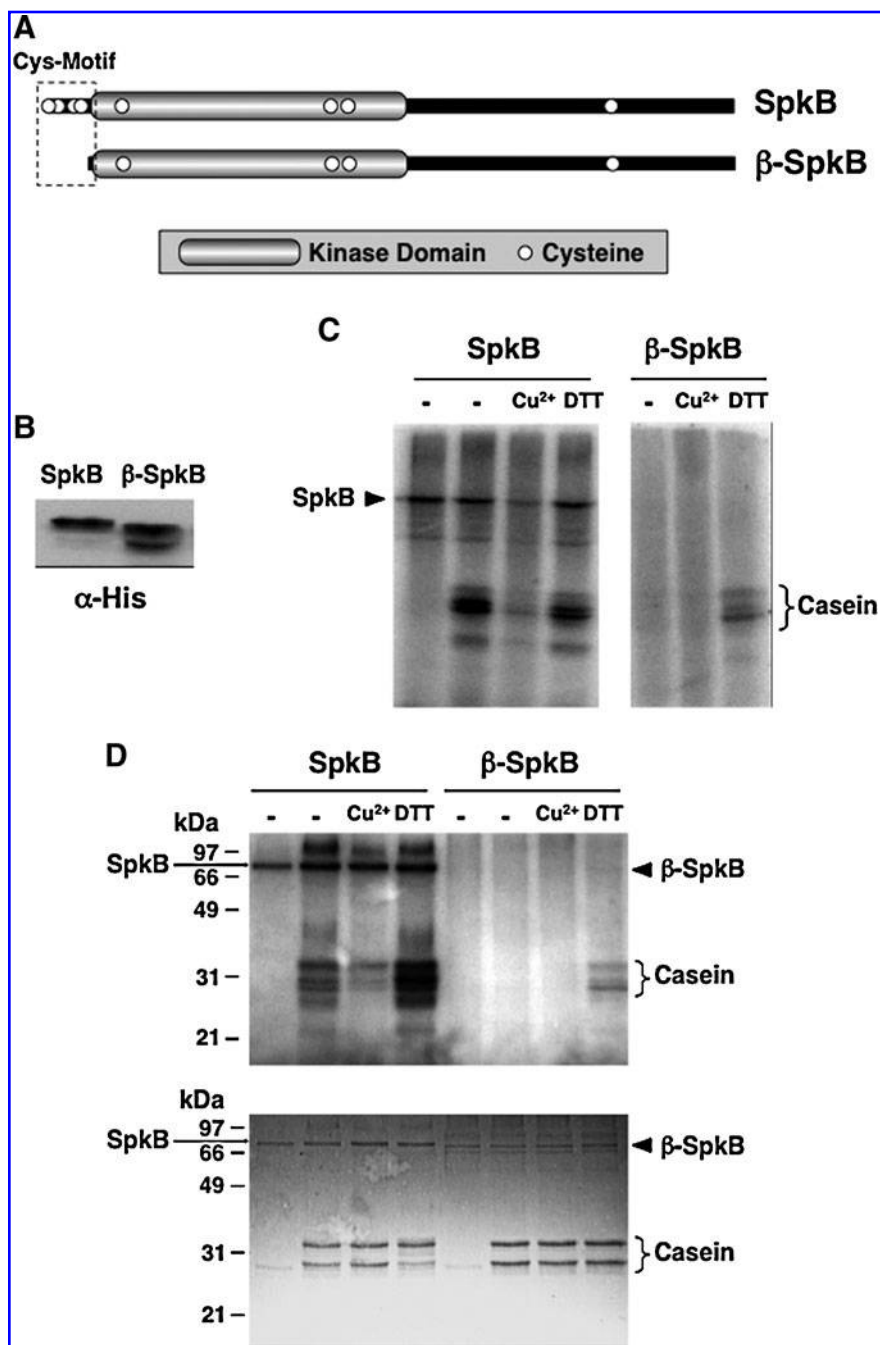 A
Cys-Motif
SpkB
β-SpkB
Kinase Domain
Cysteine
C
SpkB
β-SpkB
- - Cu²⁺ DTT - Cu²⁺ DTT
B
SpkB β-SpkB
α-His
SpkB
Casein
D
SpkB β-SpkB
- - Cu²⁺ DTT - - Cu²⁺ DTT
kDa
97
SpkB
66
β-SpkB
49
31
Casein
21
kDa
97
SpkB
66
β-SpkB
49
31
Casein
21